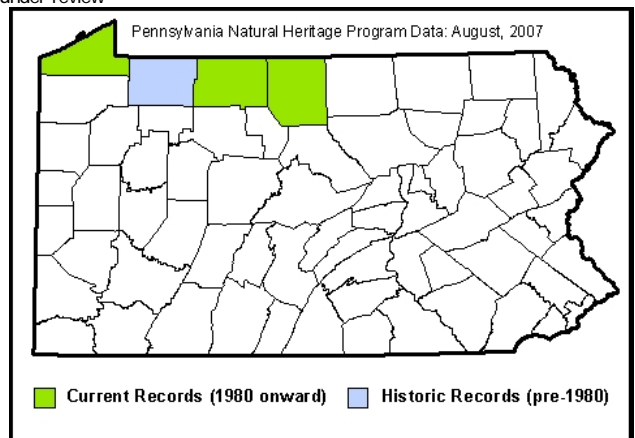 under review
Pennsylvania Natural Heritage Program Data: August, 2007
Current Records (1980 onward) Historic Records (pre-1980)